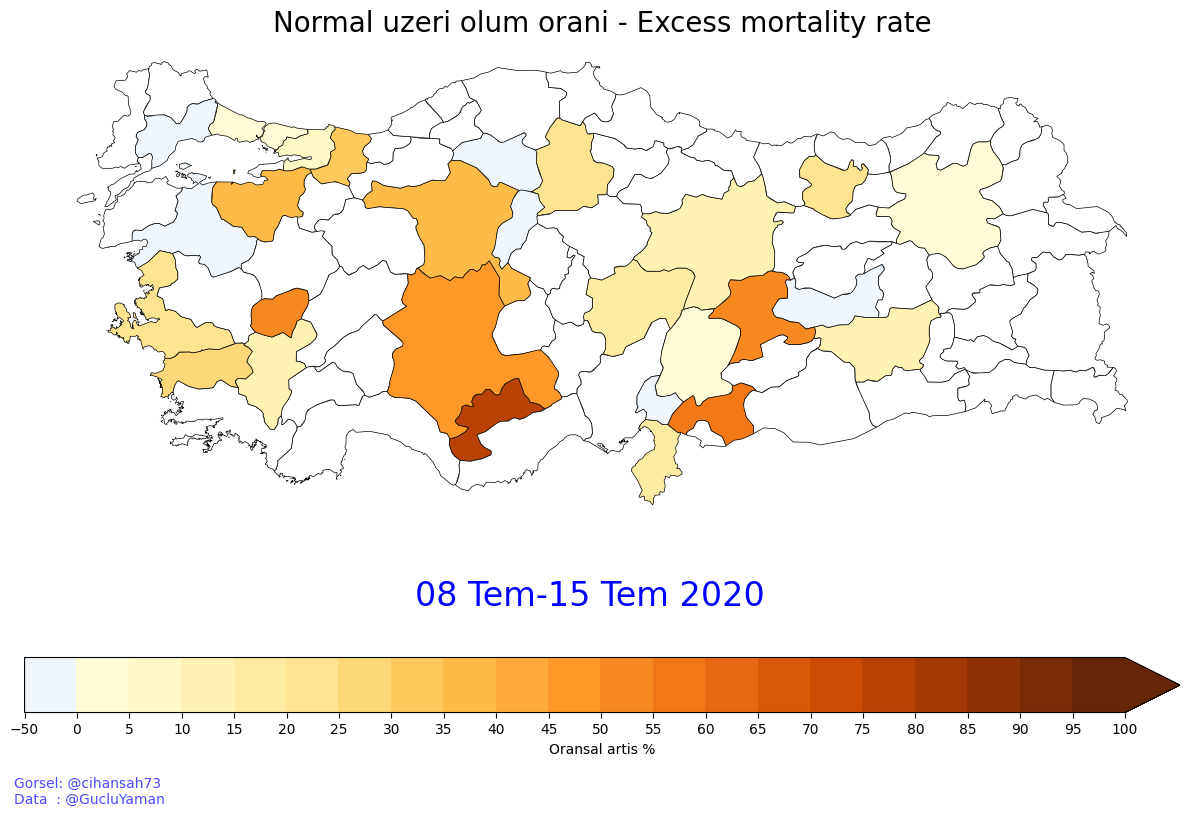 Normal uzeri olum orani - Excess mortality rate
08 Tem-15 Tem 2020
−50 0 5 10 15 20 25 30 35 40 45 50 55 60 65 70 75 80 85 90 95 100
Oransal artis %
Gorsel: @cihansah73
Data  : @GucluYaman